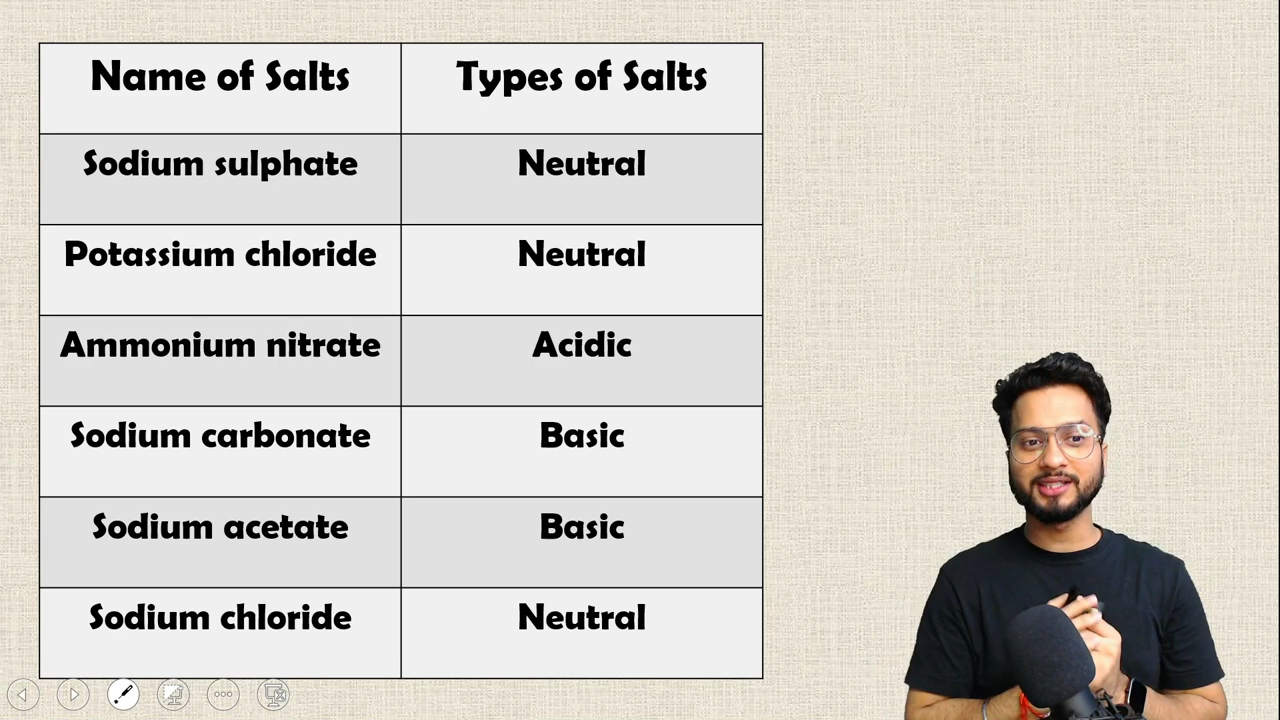 Name of Salts Types of Salts
Sodium sulphate Neutral
Potassium chloride Neutral
Ammonium nitrate Acidic
Sodium carbonate Basic
Sodium acetate Basic
Sodium chloride Neutral